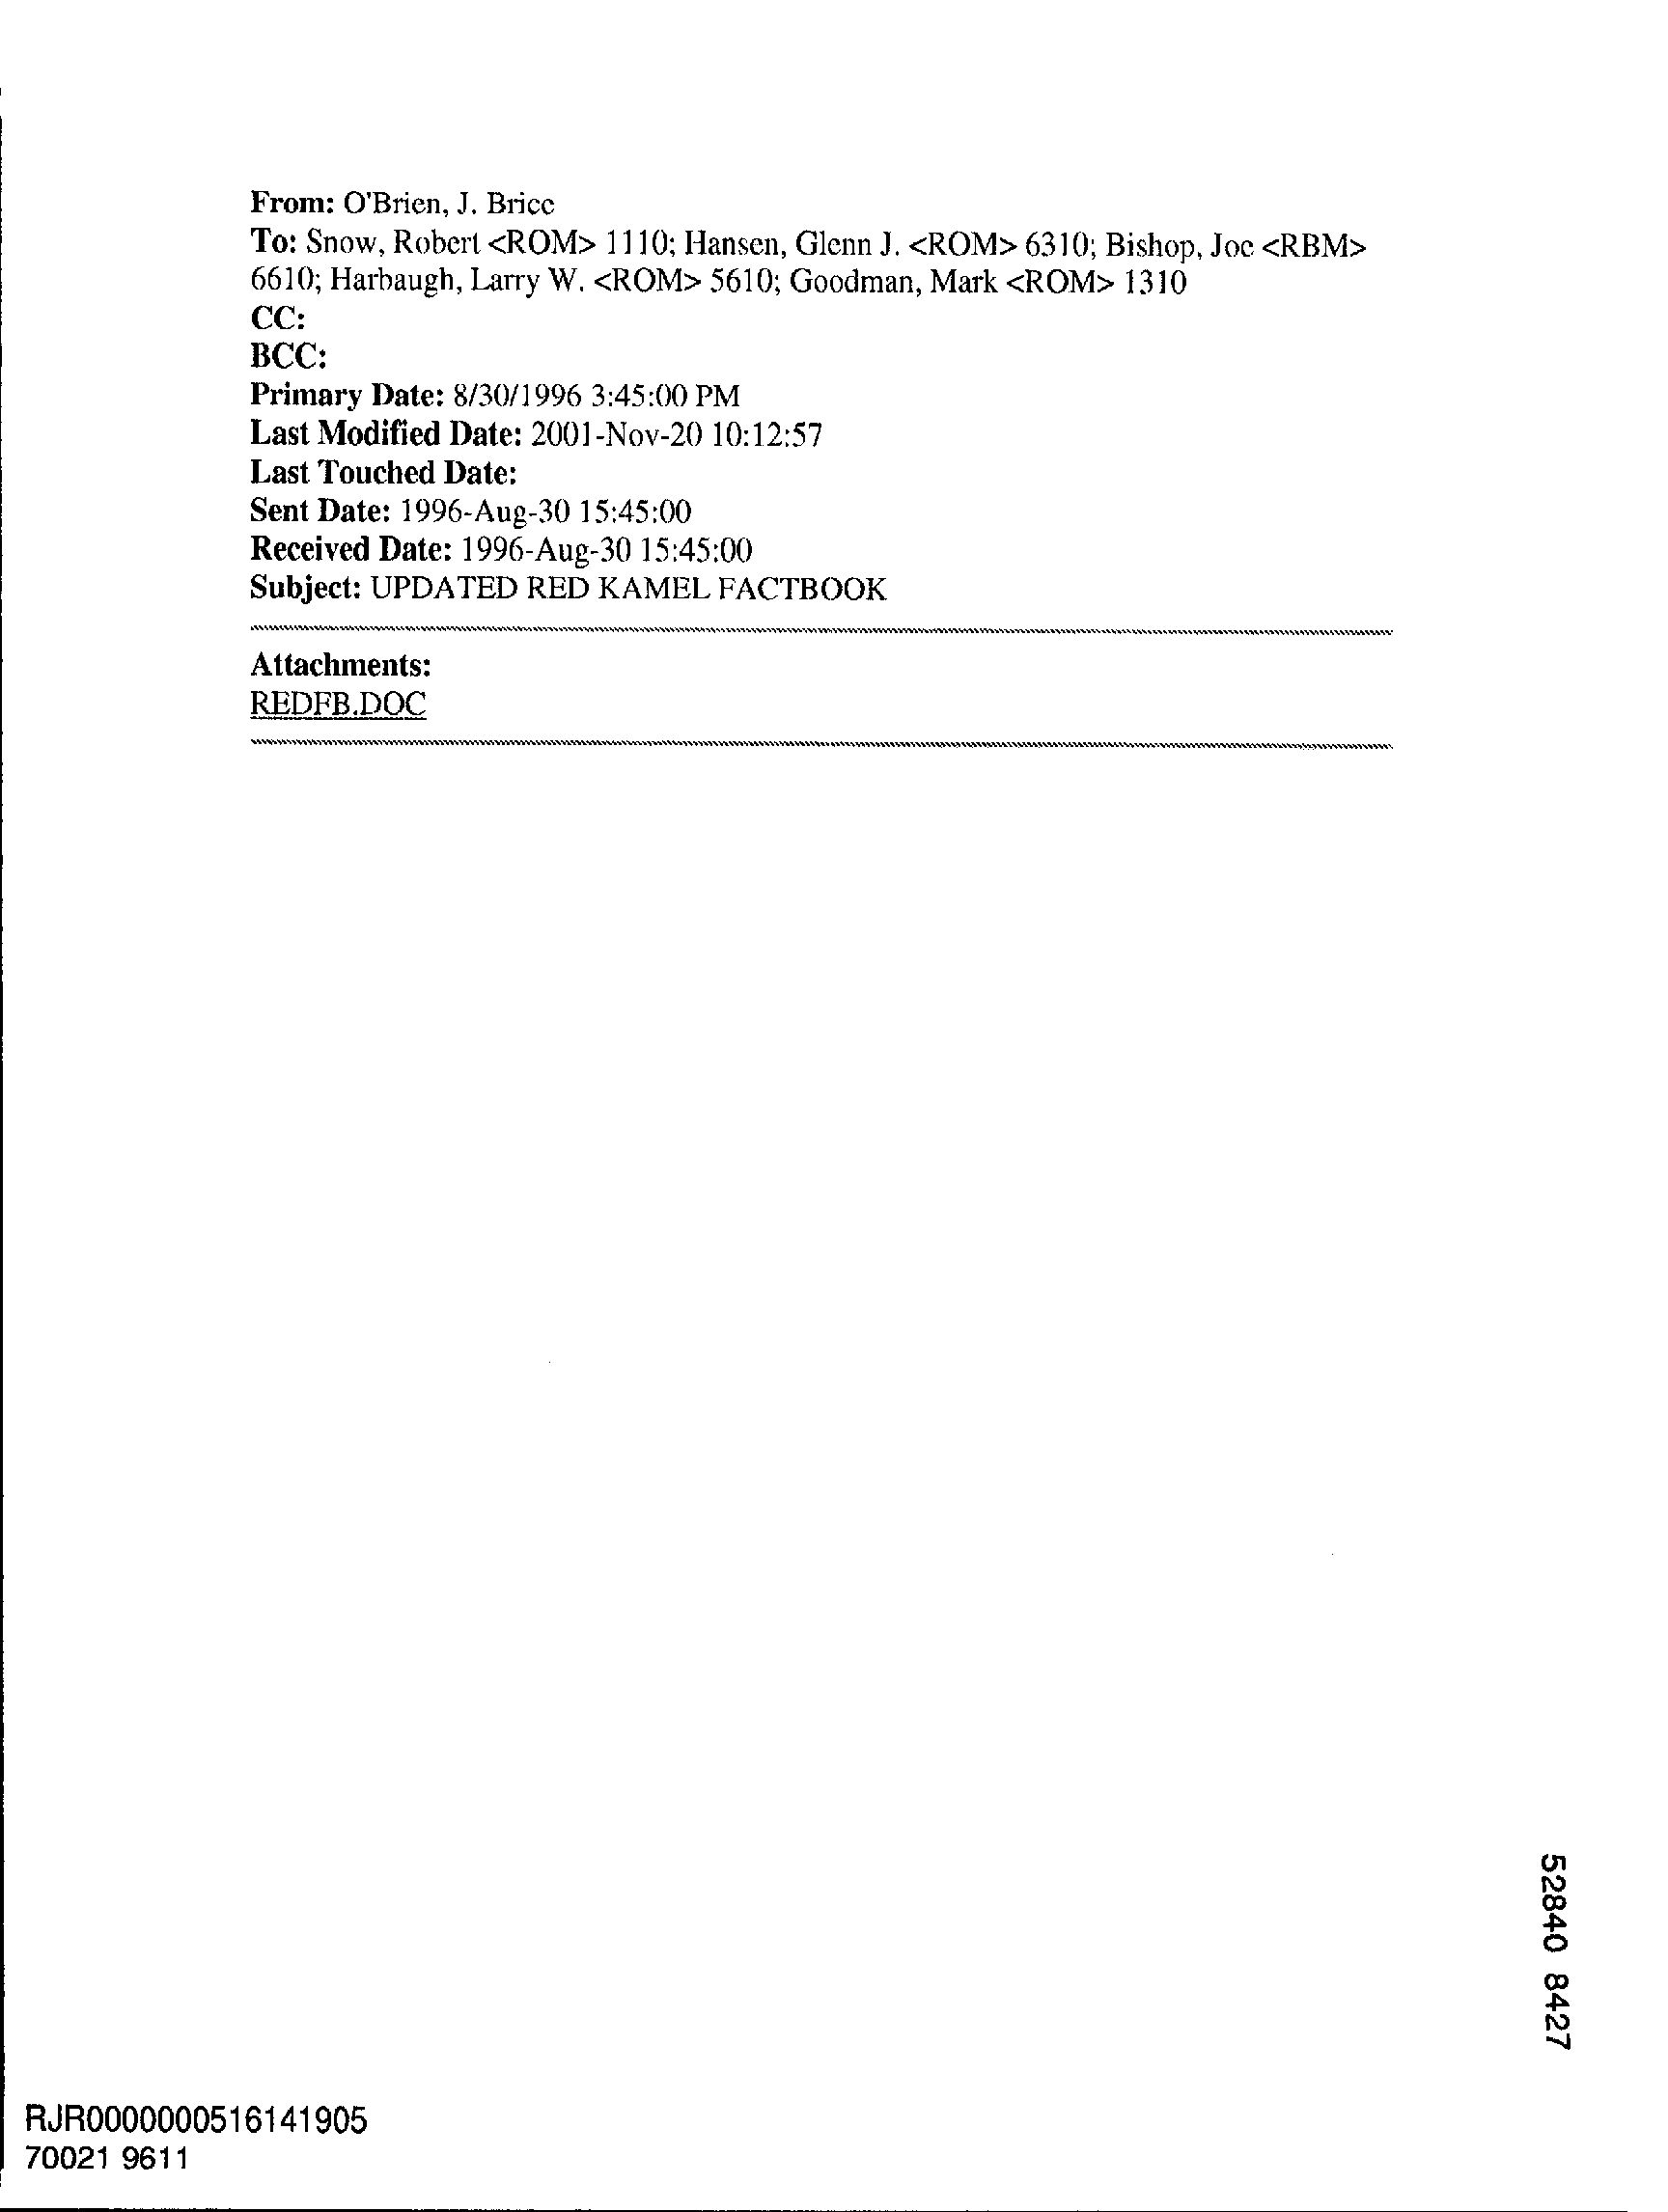 From: O'Brien, J. Brice
To: Snow, Robert <ROM> 1110; Hansen, Glenn J. <ROM> 6310; Bishop, Joe <RBM>
6610; Harbaugh, Larry W. <ROM> 5610; Goodman, Mark <ROM> 1310
CC:
BCC:
Primary Date: 8/30/1996 3:45:00 PM
Last Modified Date: 2001-Nov-20 10:12:57
Last Touched Date:
Sent Date: 1996-Aug-30 15:45:00
Received Date: 1996-Aug-30 15:45:00
Subject: UPDATED RED KAMEL FACTBOOK
Attachments:
REDFB.DOC
52840 8427
RJR0000000516141905
70021 9611